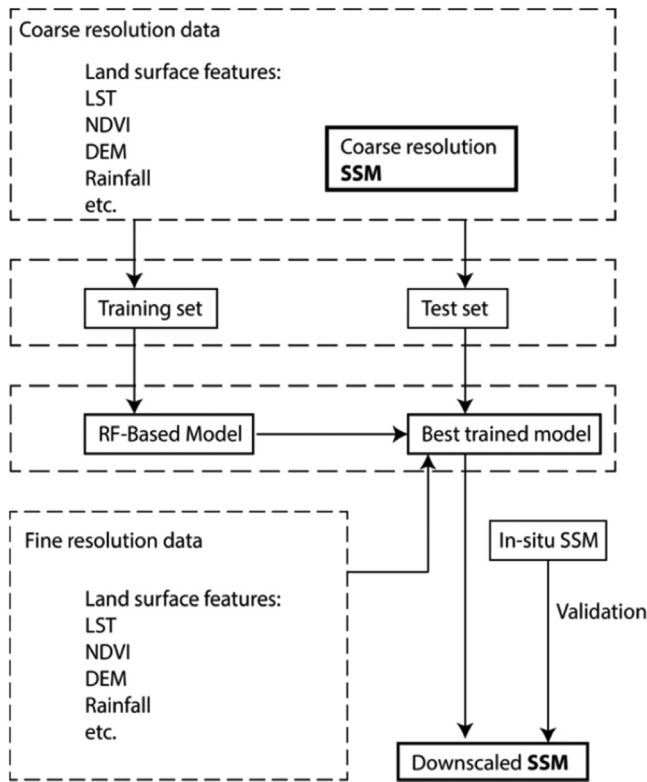 Coarse resolution data
Land surface features:
LST
NDVI
DEM
Rainfall
etc.
Coarse resolution
SSM
Training set
Test set
RF-Based Model
Best trained model
Fine resolution data
Land surface features:
LST
NDVI
DEM
Rainfall
etc.
In-situ SSM
Validation
Downscaled SSM